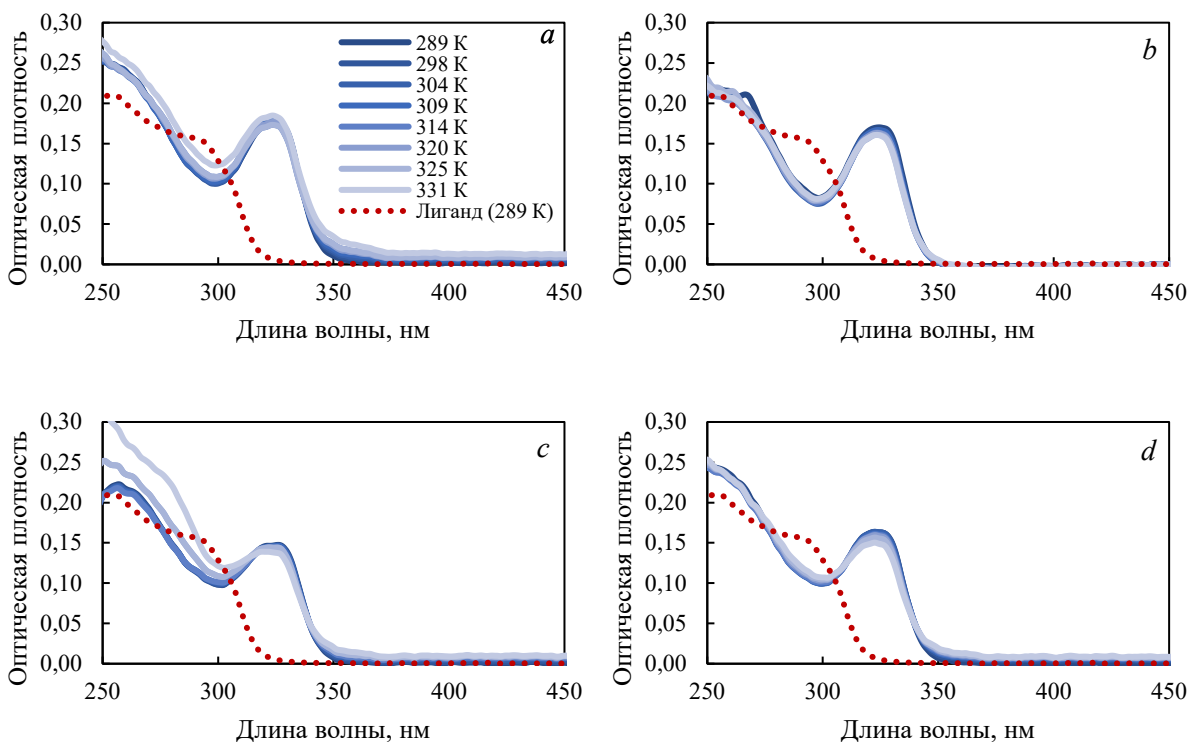 Оптическая плотность
0,30
0,25
0,20
0,15
0,10
0,05
0,00
250
300
350
400
450
Длина волны, нм
a
289 К
298 К
304 К
309 К
314 К
320 К
325 К
331 К
Лиганд (289 К)
Оптическая плотность
0,30
0,25
0,20
0,15
0,10
0,05
0,00
250
300
350
400
450
Длина волны, нм
b
Оптическая плотность
0,30
0,25
0,20
0,15
0,10
0,05
0,00
250
300
350
400
450
Длина волны, нм
c
Оптическая плотность
0,30
0,25
0,20
0,15
0,10
0,05
0,00
250
300
350
400
450
Длина волны, нм
d